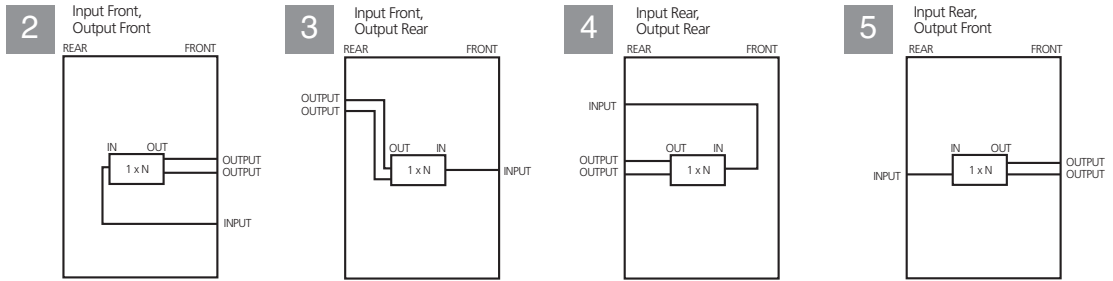 2
Input Front,
Output Front
REAR FRONT
IN OUT
1 x N
OUTPUT
OUTPUT
INPUT
3
Input Front,
Output Rear
REAR FRONT
OUTPUT
OUTPUT
OUT IN
1 x N
INPUT
4
Input Rear,
Output Rear
REAR FRONT
INPUT
OUTPUT
OUTPUT
OUT IN
1 x N
5
Input Rear,
Output Front
REAR FRONT
INPUT
IN OUT
1 x N
OUTPUT
OUTPUT